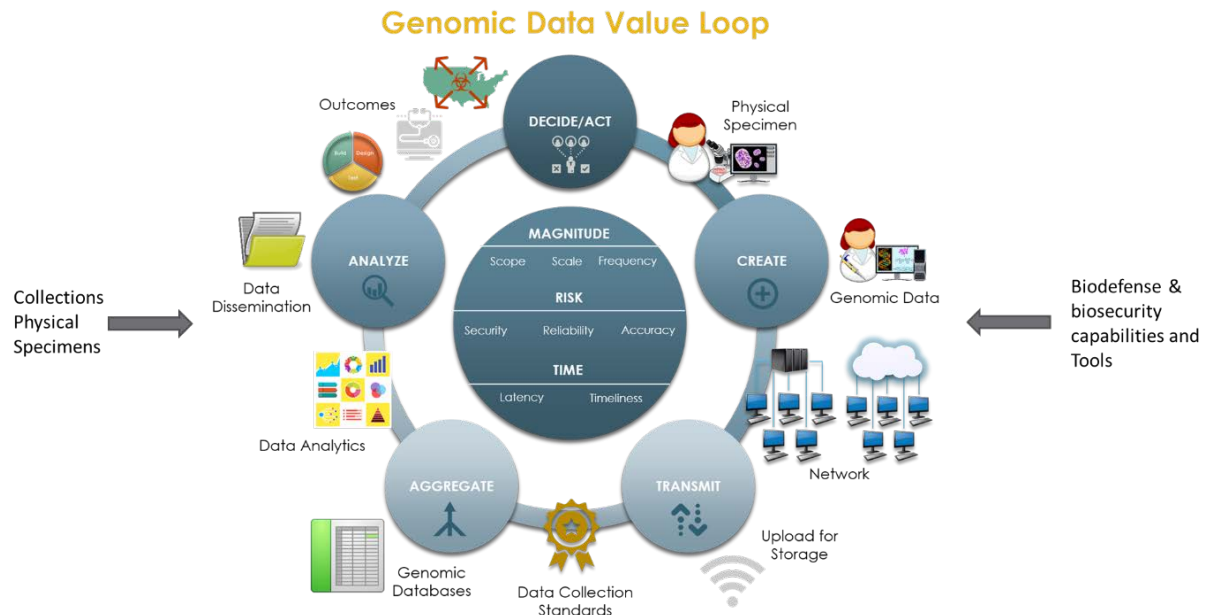 Genomic Data Value Loop
Outcomes
DECIDE/ACT
Physical
Specimen
Build
Design
Test
MAGNITUDE
Scope Scale Frequency
RISK
Security Reliability Accuracy
TIME
Latency Timeliness
ANALYZE
CREATE
Data
Dissemination
Genomic Data
Collections
Physical
Specimens
Biodefense &
biosecurity
capabilities and
Tools
Data Analytics
Network
AGGREGATE
TRANSMIT
Upload for
Storage
Genomic
Databases
Data Collection
Standards